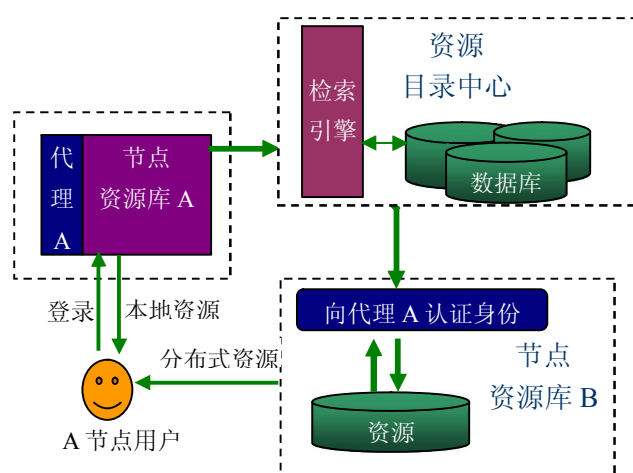 资源
目录中心
检索
引擎
数据库
代
理
A
节点
资源库 A
登录
本地资源
分布式资源
A 节点用户
向代理 A 认证身份
节点
资源库 B
资源